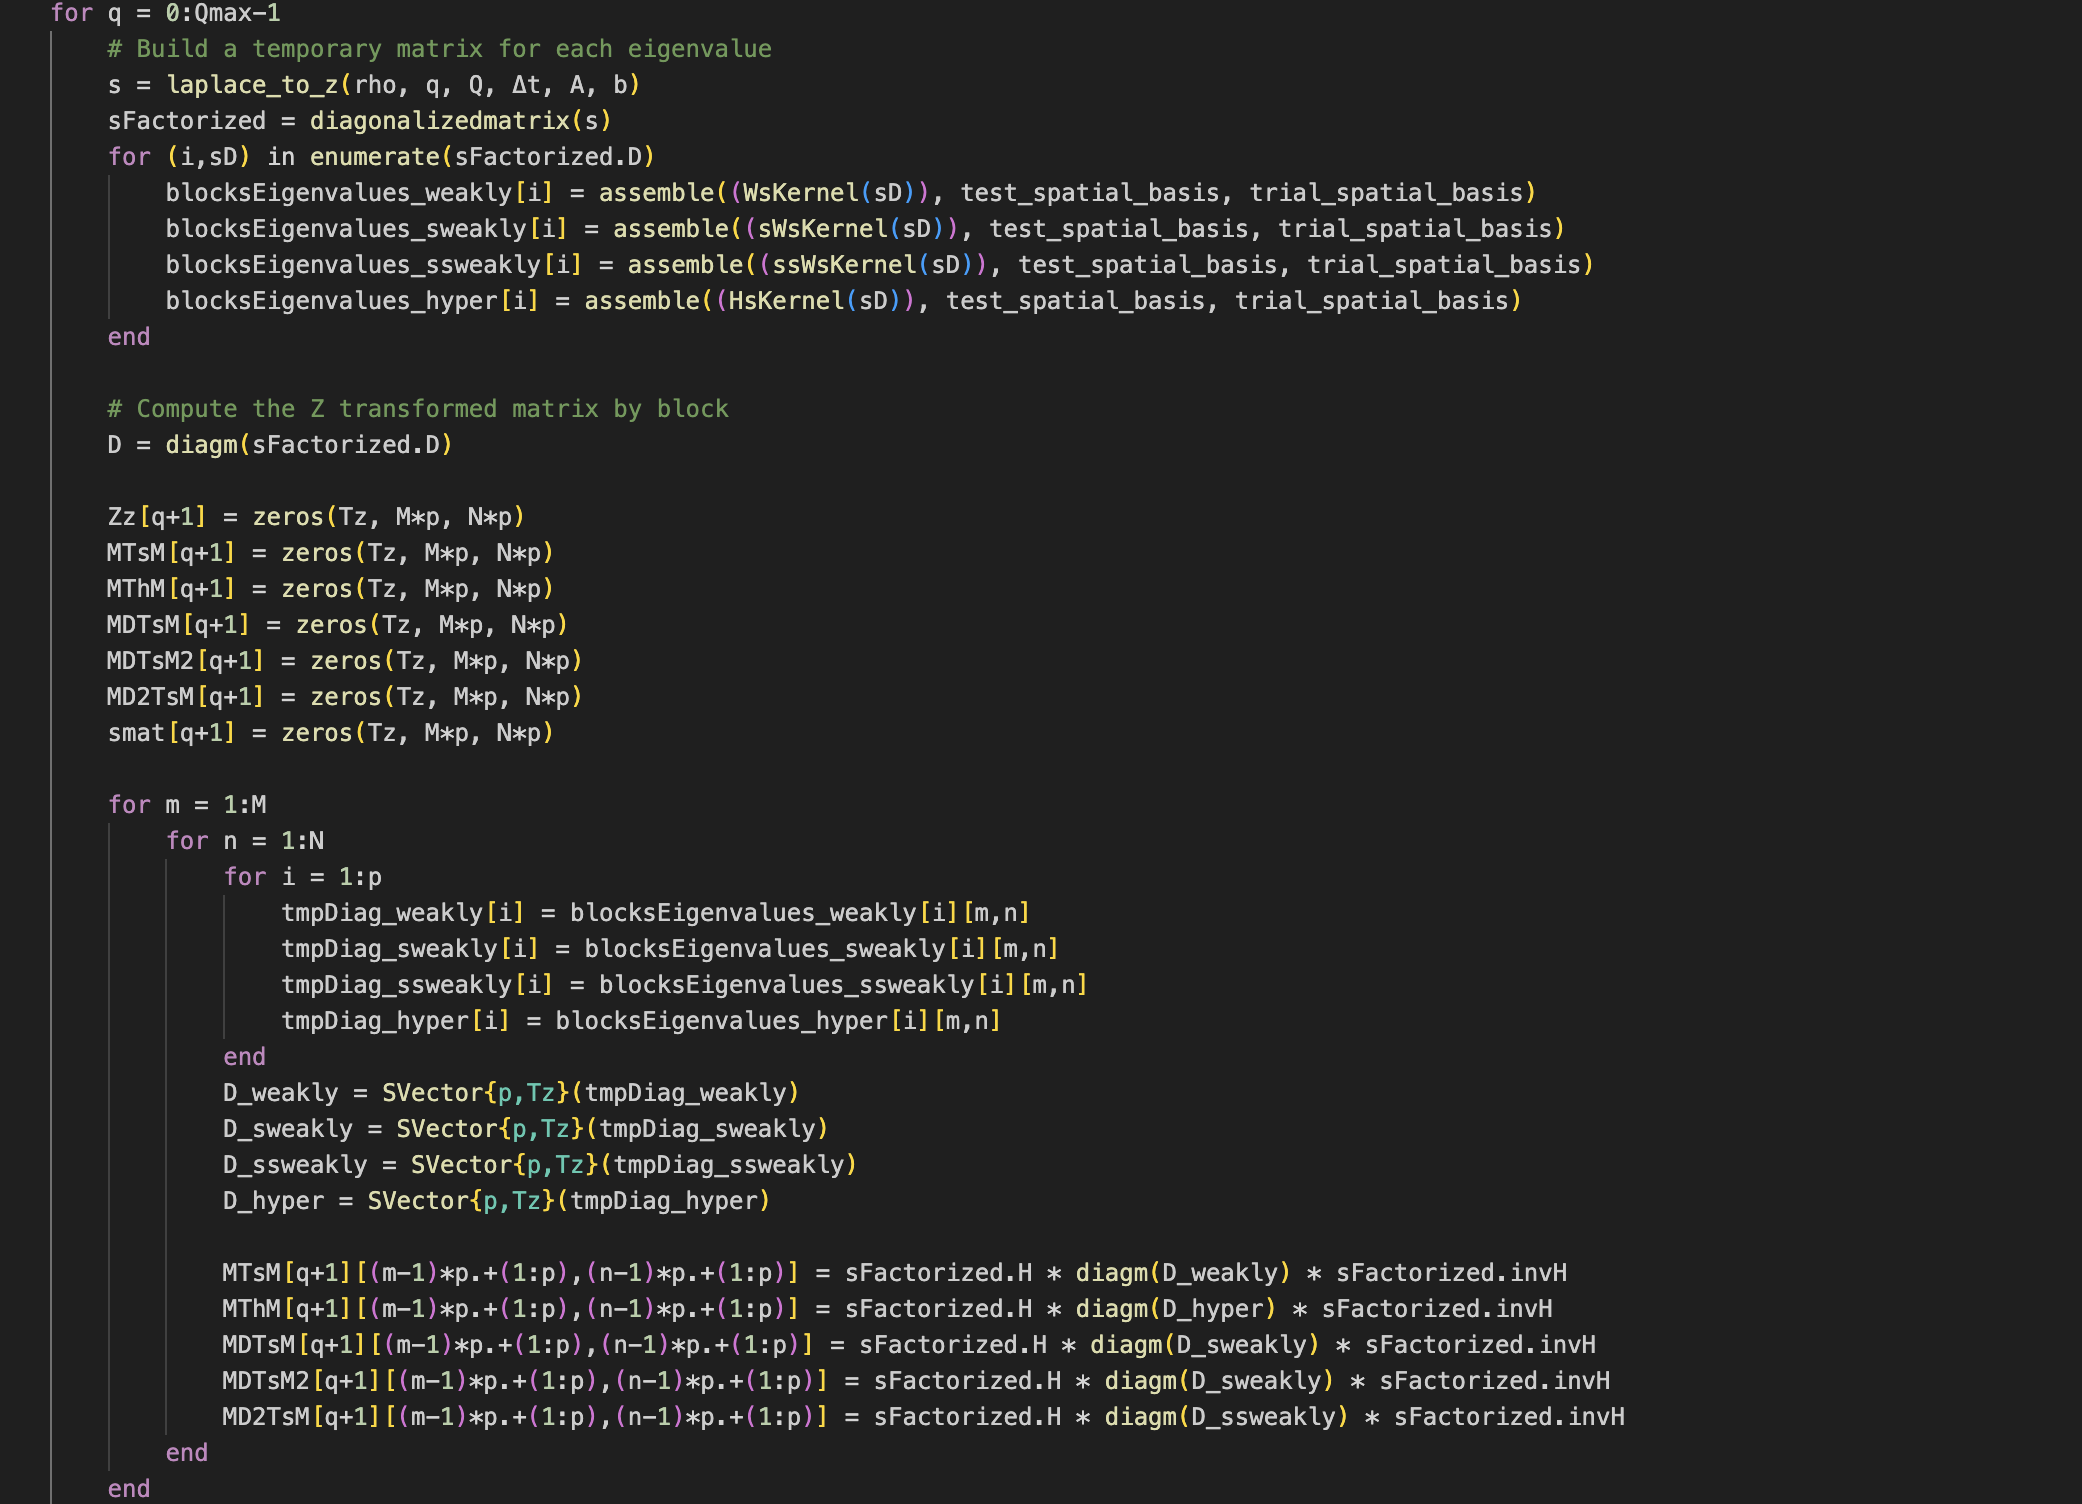 for q = 0:Qmax-1
# Build a temporary matrix for each eigenvalue
s = laplace_to_z(rho, q, Q, Δt, A, b)
sFactorized = diagonalizedmatrix(s)
for (i,sD) in enumerate(sFactorized.D)
blocksEigenvalues_weakly[i] = assemble((WsKernel(sD)), test_spatial_basis, trial_spatial_basis)
blocksEigenvalues_sweakly[i] = assemble((sWsKernel(sD)), test_spatial_basis, trial_spatial_basis)
blocksEigenvalues_ssweakly[i] = assemble((ssWsKernel(sD)), test_spatial_basis, trial_spatial_basis)
blocksEigenvalues_hyper[i] = assemble((HsKernel(sD)), test_spatial_basis, trial_spatial_basis)
end
# Compute the Z transformed matrix by block
D = diagm(sFactorized.D)
Zz[q+1] = zeros(Tz, M*p, N*p)
MTsM[q+1] = zeros(Tz, M*p, N*p)
MThM[q+1] = zeros(Tz, M*p, N*p)
MDTsM[q+1] = zeros(Tz, M*p, N*p)
MDTsM2[q+1] = zeros(Tz, M*p, N*p)
MD2TsM[q+1] = zeros(Tz, M*p, N*p)
smat[q+1] = zeros(Tz, M*p, N*p)
for m = 1:M
for n = 1:N
for i = 1:p
tmpDiag_weakly[i] = blocksEigenvalues_weakly[i][m,n]
tmpDiag_sweakly[i] = blocksEigenvalues_sweakly[i][m,n]
tmpDiag_ssweakly[i] = blocksEigenvalues_ssweakly[i][m,n]
tmpDiag_hyper[i] = blocksEigenvalues_hyper[i][m,n]
end
D_weakly = SVector{p,Tz}(tmpDiag_weakly)
D_sweakly = SVector{p,Tz}(tmpDiag_sweakly)
D_ssweakly = SVector{p,Tz}(tmpDiag_ssweakly)
D_hyper = SVector{p,Tz}(tmpDiag_hyper)
MTsM[q+1][(m-1)*p.+(1:p),(n-1)*p.+(1:p)] = sFactorized.H * diagm(D_weakly) * sFactorized.invH
MThM[q+1][(m-1)*p.+(1:p),(n-1)*p.+(1:p)] = sFactorized.H * diagm(D_hyper) * sFactorized.invH
MDTsM[q+1][(m-1)*p.+(1:p),(n-1)*p.+(1:p)] = sFactorized.H * diagm(D_sweakly) * sFactorized.invH
MDTsM2[q+1][(m-1)*p.+(1:p),(n-1)*p.+(1:p)] = sFactorized.H * diagm(D_sweakly) * sFactorized.invH
MD2TsM[q+1][(m-1)*p.+(1:p),(n-1)*p.+(1:p)] = sFactorized.H * diagm(D_ssweakly) * sFactorized.invH
end
end